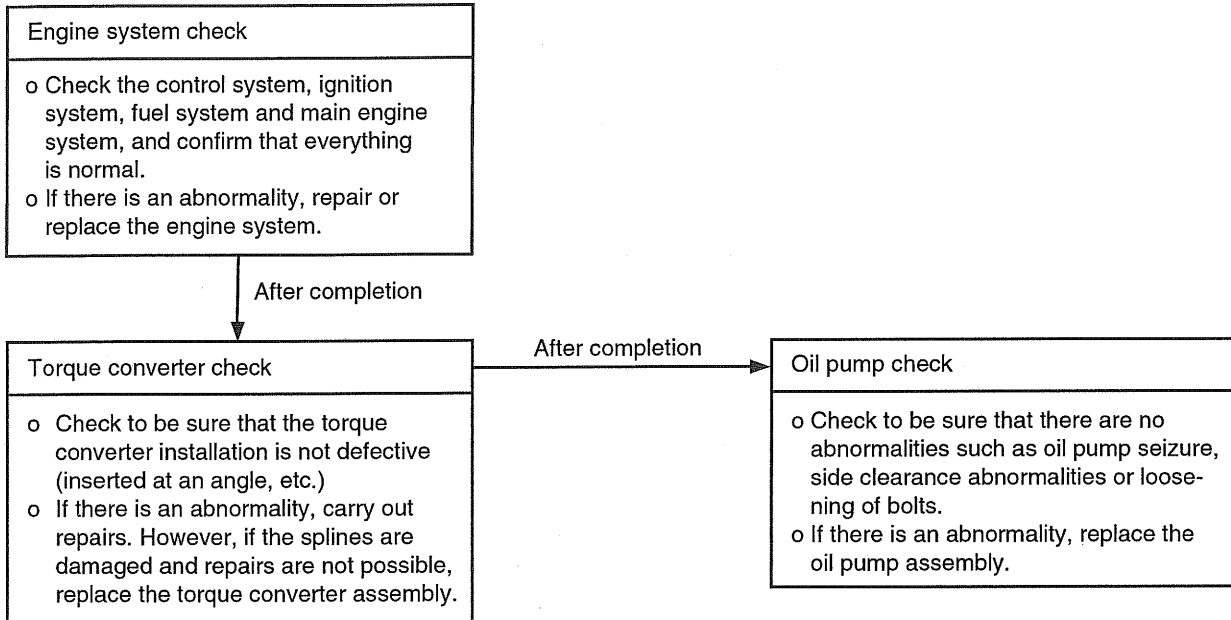 Engine system check
o Check the control system, ignition
system, fuel system and main engine
system, and confirm that everything
is normal.
o If there is an abnormality, repair or
replace the engine system.
After completion
Torque converter check
o Check to be sure that the torque
converter installation is not defective
(inserted at an angle, etc.)
o If there is an abnormality, carry out
repairs. However, if the splines are
damaged and repairs are not possible,
replace the torque converter assembly.
After completion
Oil pump check
o Check to be sure that there are no
abnormalities such as oil pump seizure,
side clearance abnormalities or loose-
ning of bolts.
o If there is an abnormality, replace the
oil pump assembly.